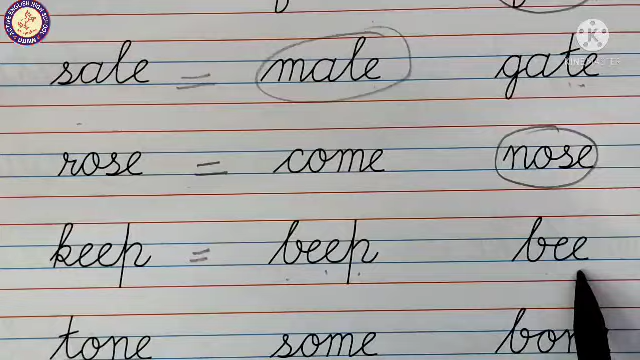 sale = male gate
rose = come nose
keep = beep bee
tone some